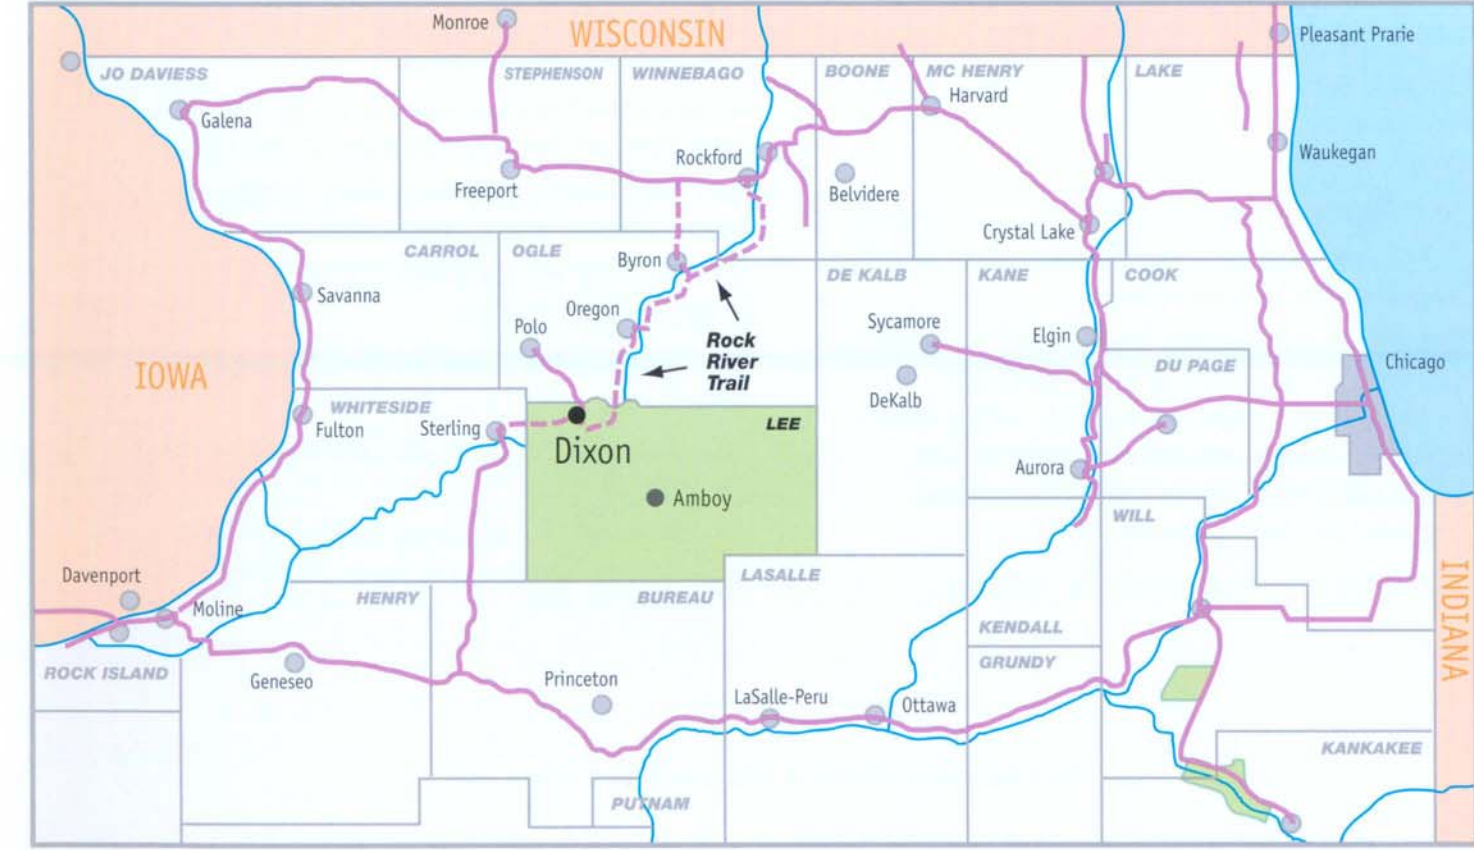 Monroe
WISCONSIN
Pleasant Prarie
JO DAVIESS
STEPHENSON
WINNEBAGO
BOONE
MC HENRY
LAKE
Harvard
Galena
Rockford
Waukegan
Freeport
Belvidere
Crystal Lake
CARROL
OGLE
Byron
DE KALB
KANE
COOK
Savanna
Oregon
Polo
Sycamore
Elgin
Rock
River
Trail
IOWA
DU PAGE
Chicago
DeKalb
WHITESIDE
Fulton
Sterling
LEE
Dixon
Aurora
Amboy
WILL
Davenport
LASALLE
INDIANA
Moline
HENRY
BUREAU
KENDALL
GRUNDY
ROCK ISLAND
Geneseo
Princeton
LaSalle-Peru
Ottawa
KANKAKEE
PUTNAM